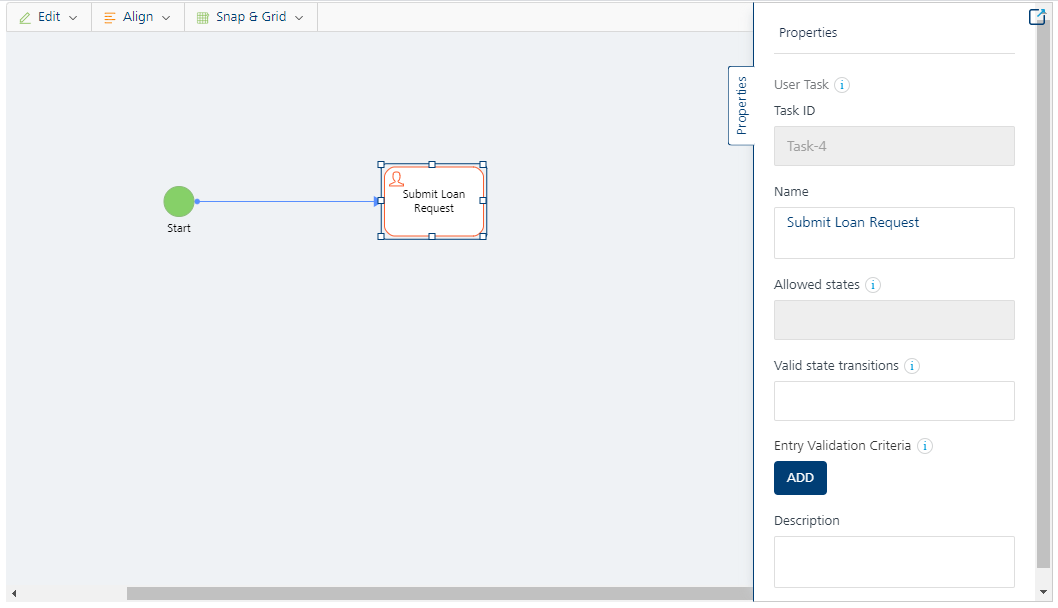 Edit
Align
Snap & Grid
Start
Submit Loan
Request
Properties
Properties
User Task i
Task ID
Task-4
Name
Submit Loan Request
Allowed states i
Valid state transitions i
Entry Validation Criteria i
ADD
Description